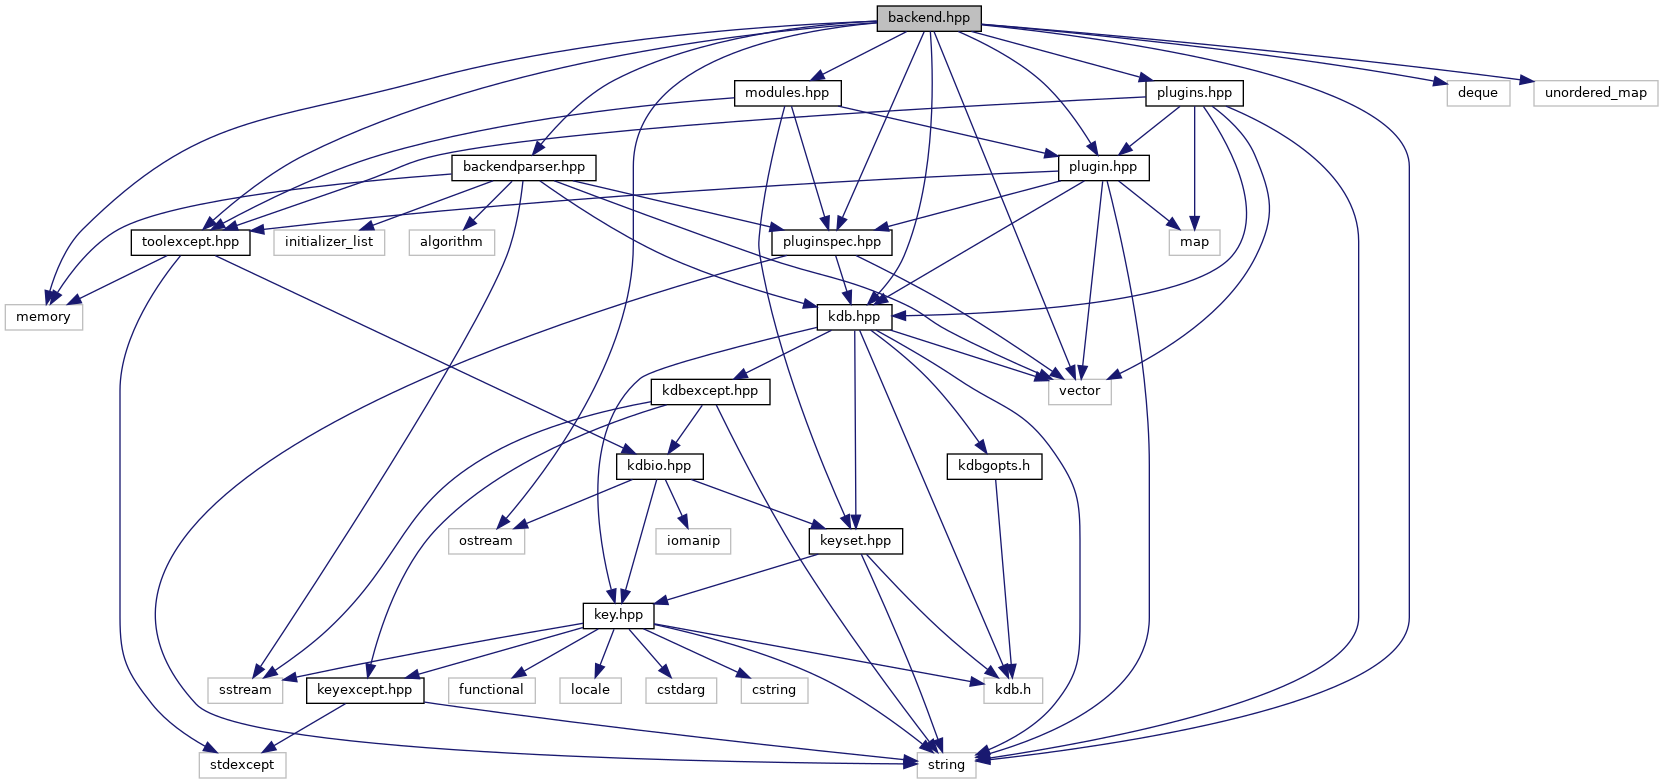 backend.hpp
modules.hpp
plugins.hpp
deque
unordered_map
backendparser.hpp
plugin.hpp
toolexcept.hpp
initializer_list
algorithm
pluginspec.hpp
map
memory
kdb.hpp
kdbexcept.hpp
vector
kdbio.hpp
kdbgopts.h
ostream
iomanip
keyset.hpp
key.hpp
sstream
keyexcept.hpp
functional
locale
cstdarg
cstring
kdb.h
stdexcept
string